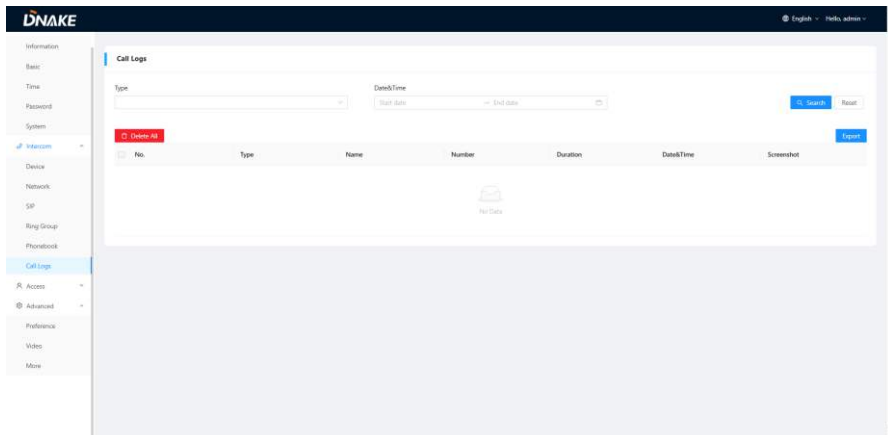 DNAKE
English
Hello, admin
Information
Basic
Time
Password
System
Intercom
Device
Network
SIP
Ring Group
Phonebook
Call Logs
Access
Advanced
Preference
Video
More
Call Logs
Type
Date&Time
Start date
End date
Search
Reset
Delete All
Export
No. Type Name Number Duration Date&Time Screenshot
No Data